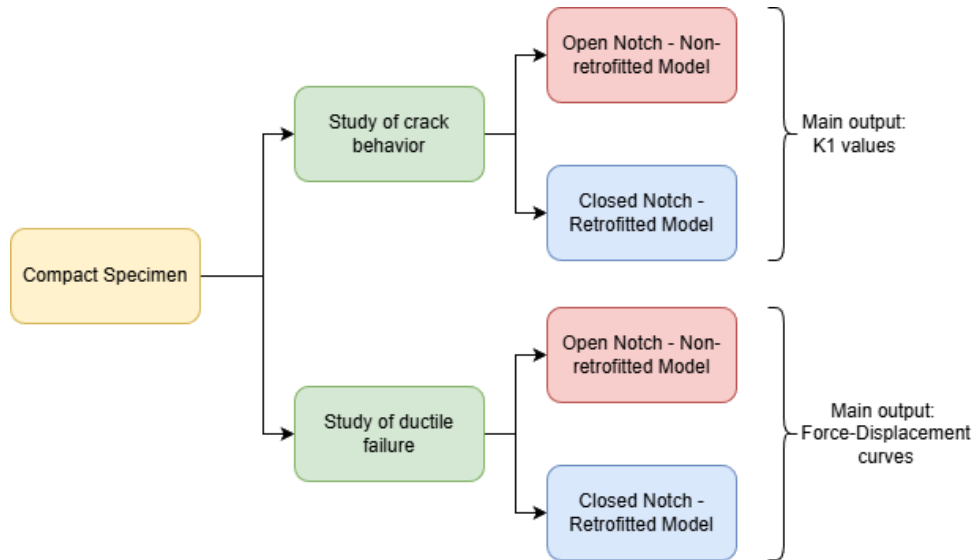 Compact Specimen
Study of crack
behavior
Open Notch - Non-
retrofitted Model
Closed Notch -
Retrofitted Model
Main output:
K1 values
Study of ductile
failure
Open Notch - Non-
retrofitted Model
Closed Notch -
Retrofitted Model
Main output:
Force-Displacement
curves